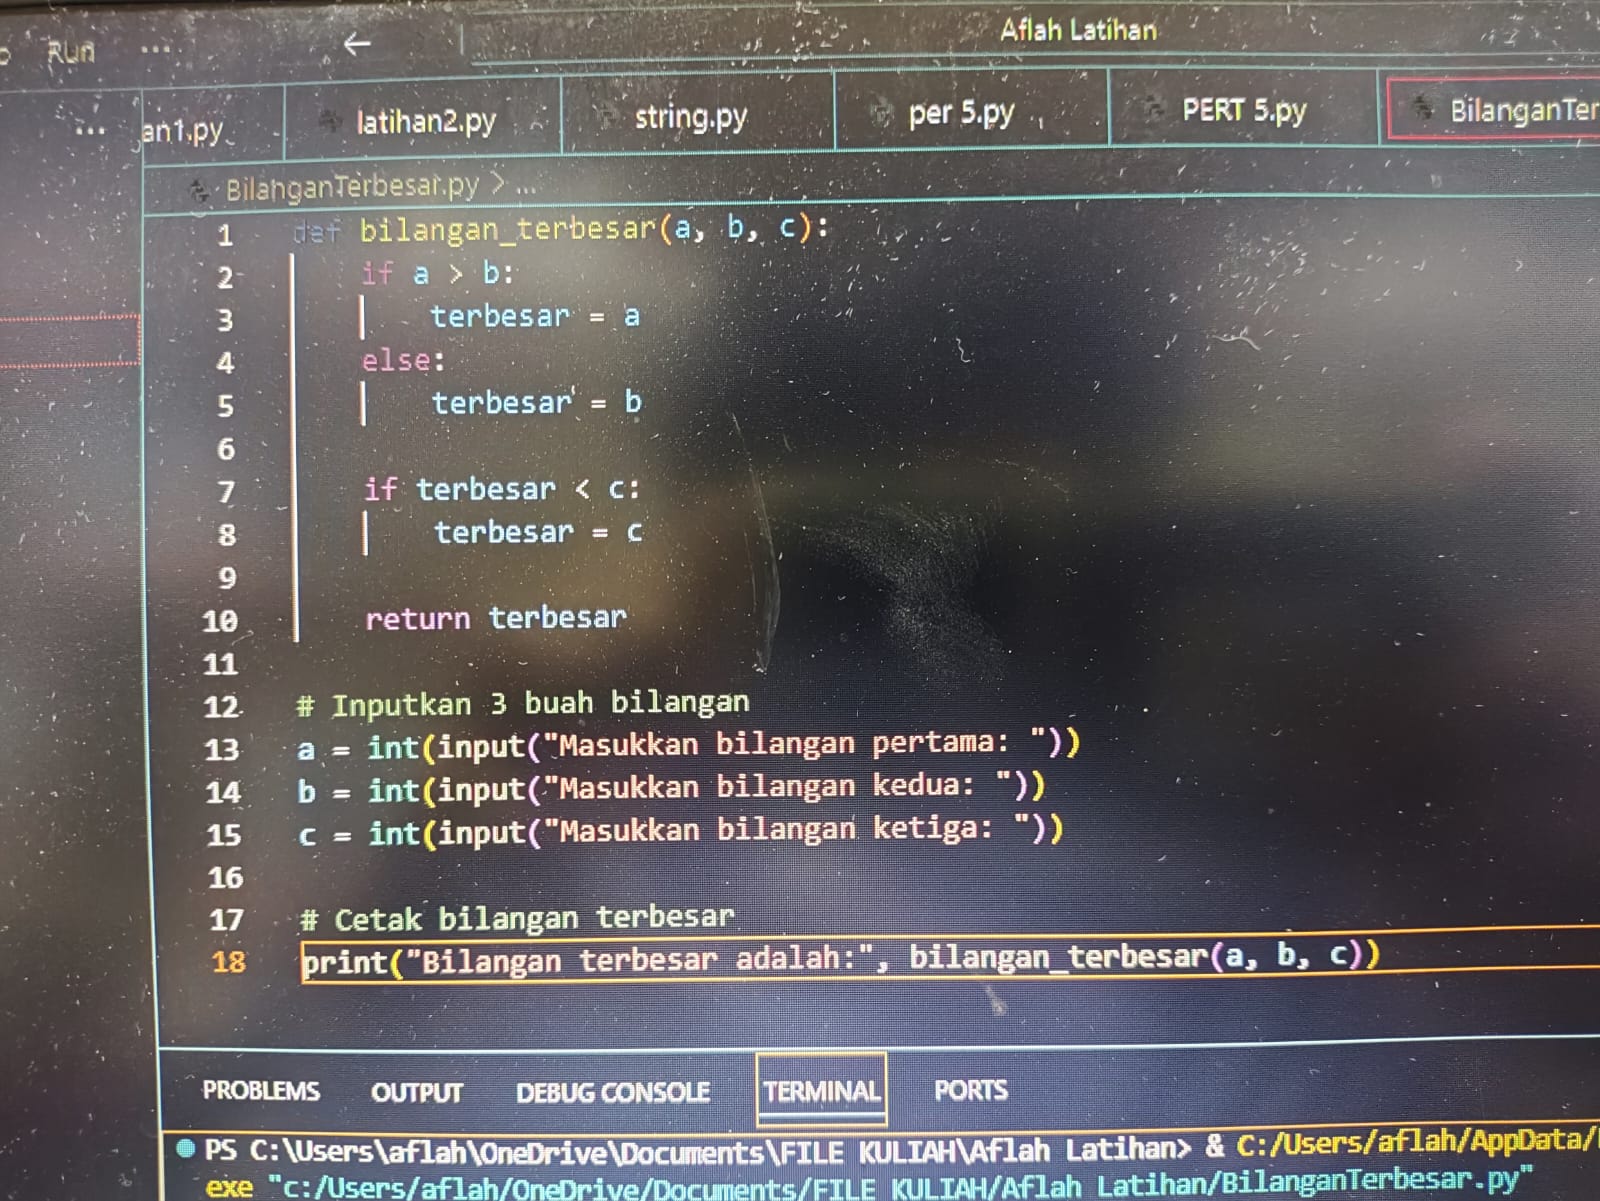 Run ...
Aflah Latihan
... an1.py latihan2.py string.py per 5.py PERT 5.py BilanganTer
BilanganTerbesar.py > ...
1 def bilangan_terbesar(a, b, c):
2 if a > b:
3 terbesar = a
4 else:
5 terbesar = b
6
7 if terbesar < c:
8 terbesar = c
9
10 return terbesar
11
12 # Inputkan 3 buah bilangan
13 a = int(input("Masukkan bilangan pertama: "))
14 b = int(input("Masukkan bilangan kedua: "))
15 c = int(input("Masukkan bilangan ketiga: "))
16
17 # Cetak bilangan terbesar
18 print("Bilangan terbesar adalah:", bilangan_terbesar(a, b, c))
PROBLEMS OUTPUT DEBUG CONSOLE TERMINAL PORTS
PS C:\Users\aflah\OneDrive\Documents\FILE KULIAH\Aflah Latihan> & C:/Users/aflah/AppData/
exe "c:/Users/aflah/OneDrive/Documents/FILE KULIAH/Aflah Latihan/BilanganTerbesar.py"